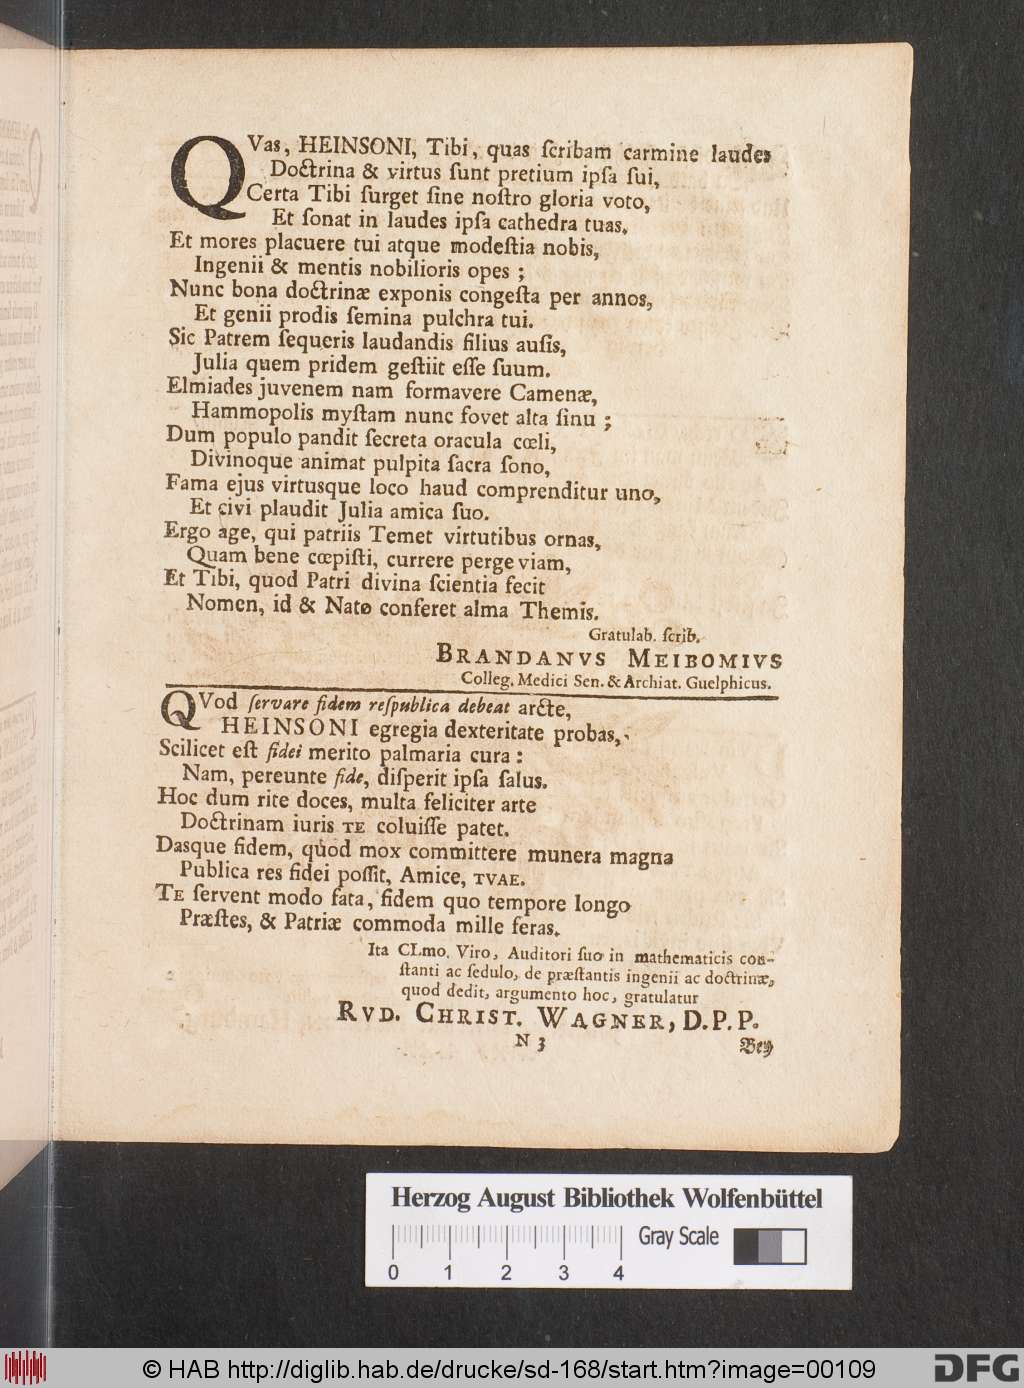 QVas, HEINSONI, Tibi, quas ſcribam carmine laudes
Doctrina & virtus ſunt pretium ipſa ſui,
Certa Tibi ſurget ſine noſtro gloria voto,
Et ſonat in laudes ipſa cathedra tuas.
Et mores placuere tui atque modeſtia nobis,
Ingenii & mentis nobilioris opes ;
Nunc bona doctrinæ exponis congeſta per annos,
Et genii prodis ſemina pulchra tui.
Sic Patrem ſequeris laudandis filius auſis,
Julia quem pridem geſtiit eſſe ſuum.
Elmiades juvenem nam formavere Camenæ,
Hammopolis myſtam nunc fovet alta ſinu ;
Dum populo pandit ſecreta oracula cœli,
Divinoque animat pulpita ſacra ſono,
Fama ejus virtusque loco haud comprenditur uno,
Et civi plaudit Julia amica ſuo.
Ergo age, qui patriis Temet virtutibus ornas,
Quam bene cœpiſti, currere perge viam,
Et Tibi, quod Patri divina ſcientia fecit
Nomen, id & Nato conferet alma Themis.
Gratulab. ſcrib.
BRANDANVS MEIBOMIVS
Colleg. Medici Sen. & Archiat. Guelphicus.
QVod ſervare fidem reſpublica debeat arcte,
HEINSONI egregia dexteritate probas,
Scilicet eſt fidei merito palmaria cura :
Nam, pereunte fide, diſperit ipſa ſalus.
Hoc dum rite doces, multa feliciter arte
Doctrinam iuris TE coluiſſe patet.
Dasque fidem, quod mox committere munera magna
Publica res fidei poſſit, Amice, TVAE.
TE ſervent modo fata, fidem quo tempore longo
Præſtes, & Patriæ commoda mille feras.
Ita CLmo. Viro, Auditori ſuo in mathematicis con-
ſtanti ac ſedulo, de præſtantis ingenii ac doctrinæ,
quod dedit, argumento hoc, gratulatur
RVD. CHRIST. WAGNER, D.P.P.
N 3 Bey
Herzog August Bibliothek Wolfenbüttel
Gray Scale
0 1 2 3 4
© HAB http://diglib.hab.de/drucke/sd-168/start.htm?image=00109
DFG